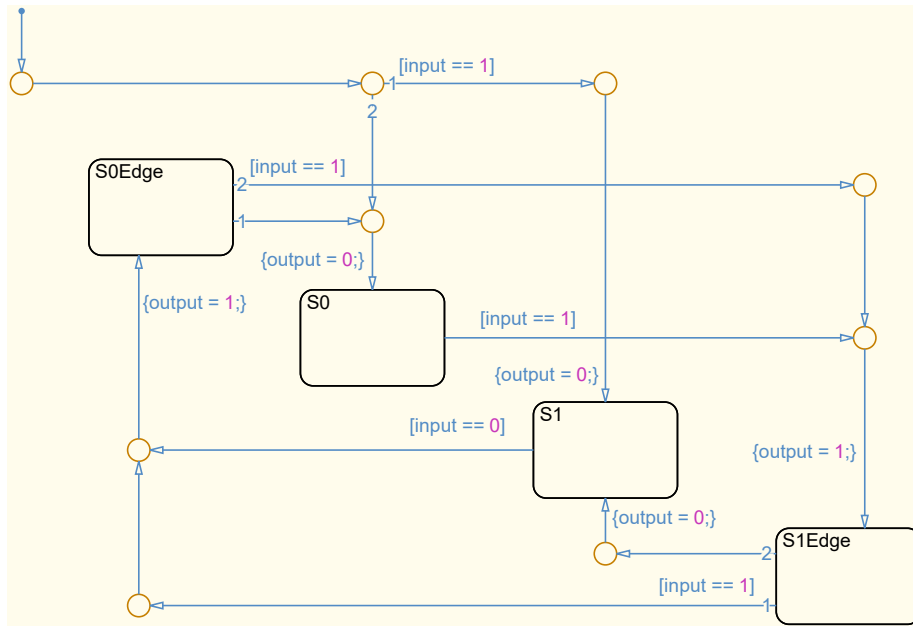 [input == 1]
1
2
S0Edge
[input == 1]
2
1
{output = 0;}
{output = 1;}
S0
[input == 1]
{output = 0;}
S1
[input == 0]
{output = 1;}
{output = 0;}
S1Edge
2
[input == 1]
1